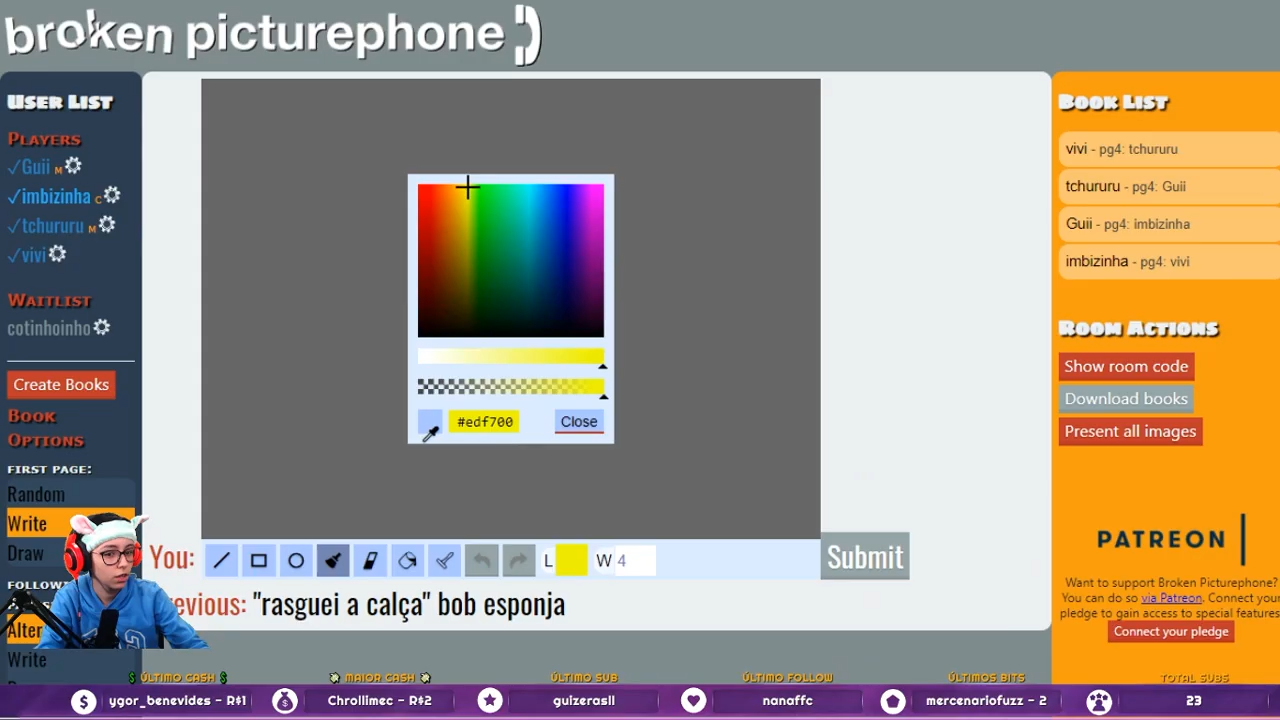 broken picturephone
User List
Players
✓Guii M
✓imbizinha C
✓tchururu M
✓vivi
Waitlist
cotinhoinho
Create Books
Book
Options
First Page:
Random
Write
Draw
Write
#edf700
Close
You:
L
W 4
Submit
"rasguei a calça" bob esponja
Book List
vivi - pg4: tchururu
tchururu - pg4: Guii
Guii - pg4: imbizinha
imbizinha - pg4: vivi
Room Actions
Show room code
Download books
Present all images
PATREON
Want to support Broken Picturephone?
You can do so via Patreon. Connect your
pledge to gain access to special features
Connect your pledge
$ ÚLTIMO CASH $
MAIOR CASH
ÚLTIMO SUB
ÚLTIMO FOLLOW
ÚLTIMOS BITS
TOTAL SUBS
ygor_benevides - R$1
Chrollimec - R$2
guizerasll
nanaffc
mercenariofuzz - 2
23